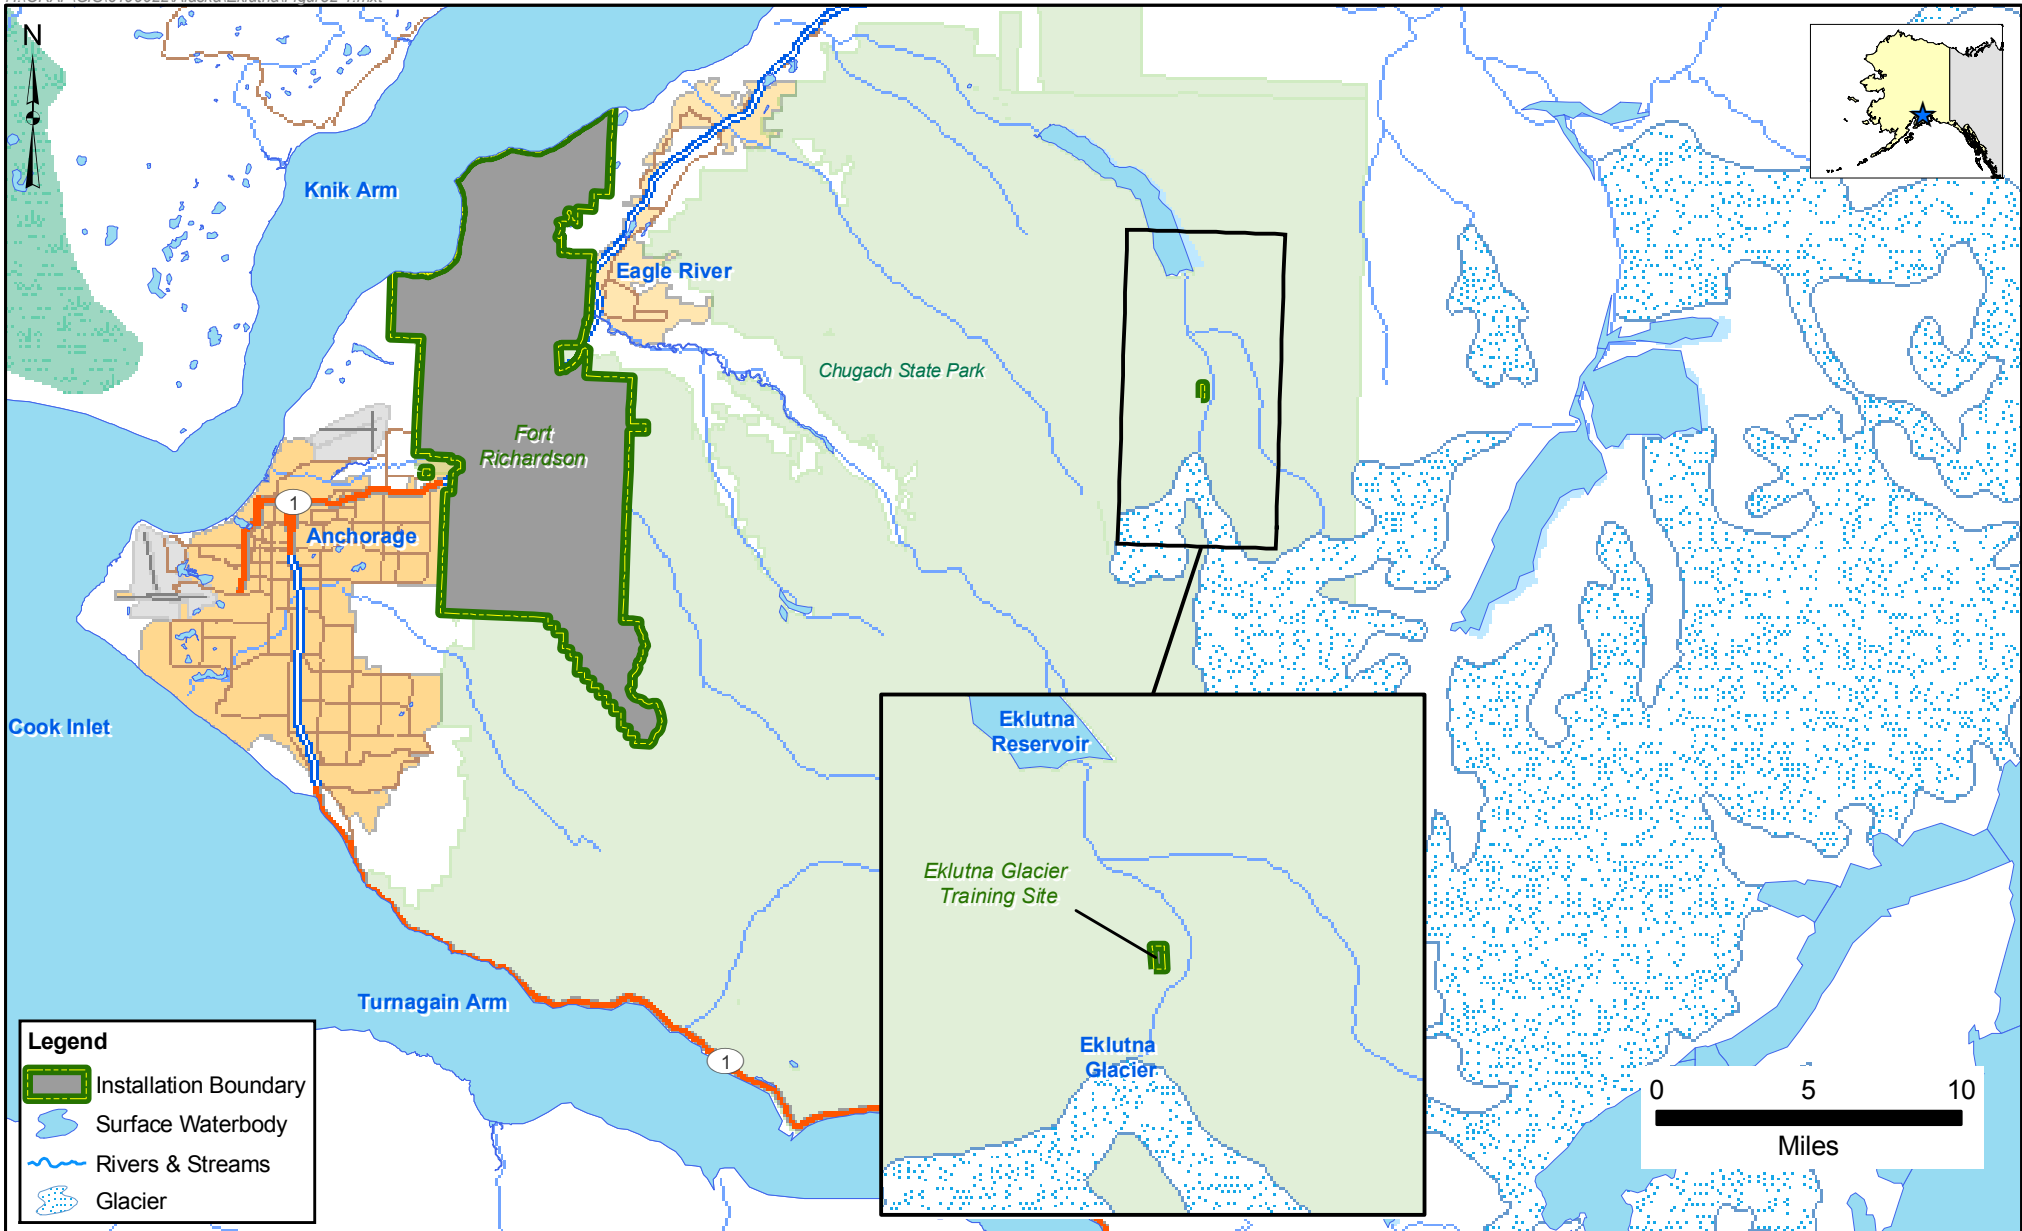 N
Knik Arm
Eagle River
Chugach State Park
Fort
Richardson
1
Anchorage
Cook Inlet
Eklutna
Reservoir
Eklutna Glacier
Training Site
Turnagain Arm
1
Eklutna
Glacier
Legend
Installation Boundary
Surface Waterbody
Rivers & Streams
Glacier
0 5 10
Miles